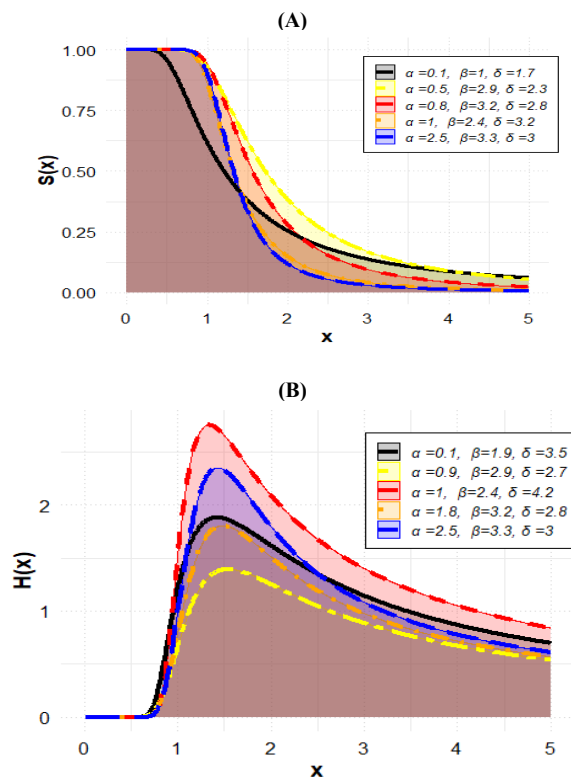 (A)
1.00
0.75
0.50
0.25
0.00
S(x)
α =0.1, β=1 , δ =1.7
α =0.5, β=2.9, δ =2.3
α =0.8, β=3.2, δ =2.8
α =1, β=2.4, δ =3.2
α =2.5, β=3.3, δ =3
0 1 2 3 4 5
x
(B)
2
1
0
H(x)
α =0.1, β=1.9, δ =3.5
α =0.9, β=2.9, δ =2.7
α =1, β=2.4, δ =4.2
α =1.8, β=3.2, δ =2.8
α =2.5, β=3.3, δ =3
0 1 2 3 4 5
x